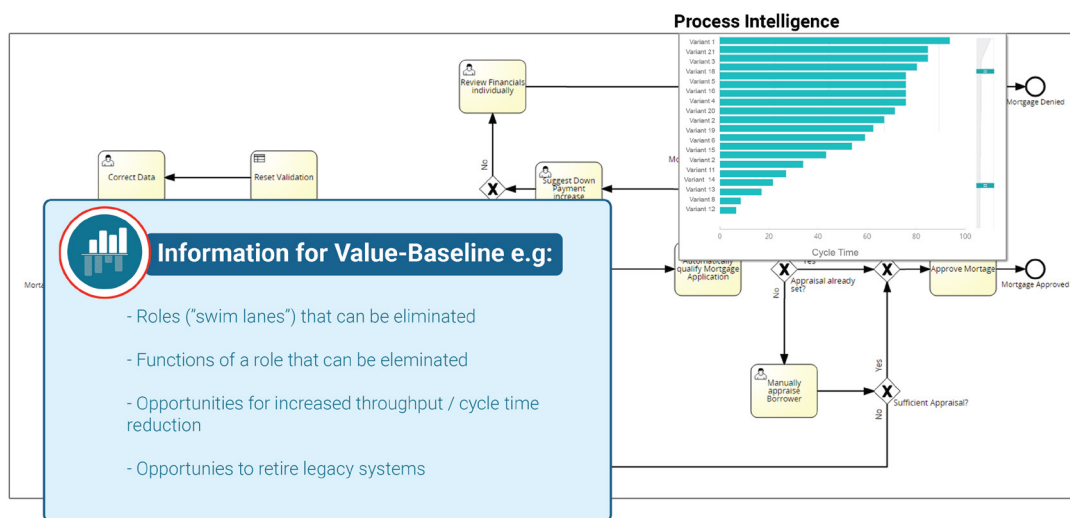 Process Intelligence
Variant 1
Variant 21
Variant 3
Variant 18
Variant 5
Variant 10
Variant 4
Variant 20
Variant 2
Variant 19
Variant 6
Variant 15
Variant 2
Variant 11
Variant 14
Variant 13
Variant 8
Variant 12
0
20
40
60
80
100
Cycle Time
Review Financials
individually
Mortgage Denied
No
Correct Data
Reset Validation
Suggest Down
Payment
increase
Mo
Information for Value-Baseline e.g:
- Roles ("swim lanes") that can be eliminated
- Functions of a role that can be eleminated
- Opportunities for increased throughput / cycle time
reduction
- Opportunies to retire legacy systems
Morta
Automatically
qualify Mortgage
Application
Yes
Appraisal already
set?
No
Approve Mortage
Mortgage Approved
Manually
appraise
Borrower
Yes
Sufficient Appraisal?
No